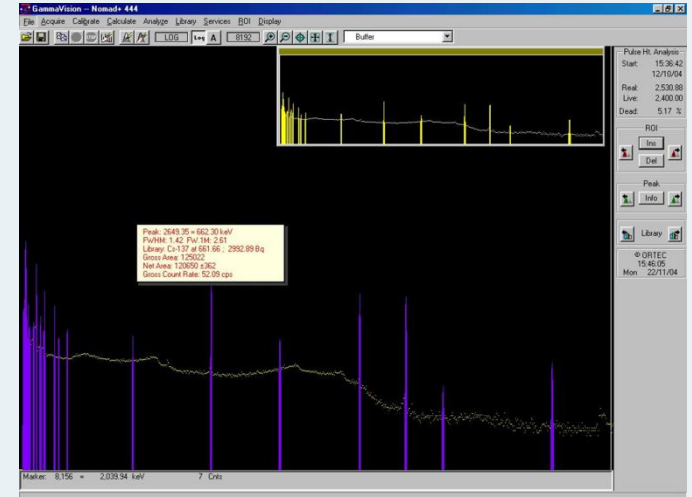 GammaVision -- Nomad+ 444
File Acquire Calibrate Calculate Analyze Library Services ROI Display
LOG Log A 8192 Buffer
Pulse Ht. Analysis
Start: 15:36:42
12/10/04
Real: 2,530.88
Live: 2,400.00
Dead: 5.17 %
ROI
Ins
Del
Peak
Info
Library
ORTEC
15:46:05
Mon 22/11/04
Peak: 2649.35 = 662.30 keV
FWHM: 1.42 FW.1M: 2.61
Library: Cs-137 at 661.66 ; 2992.89 Bq
Gross Area: 125022
Net Area: 120650 ±362
Gross Count Rate: 52.09 cps
Marker: 8,156 = 2,039.94 keV 7 Cnts